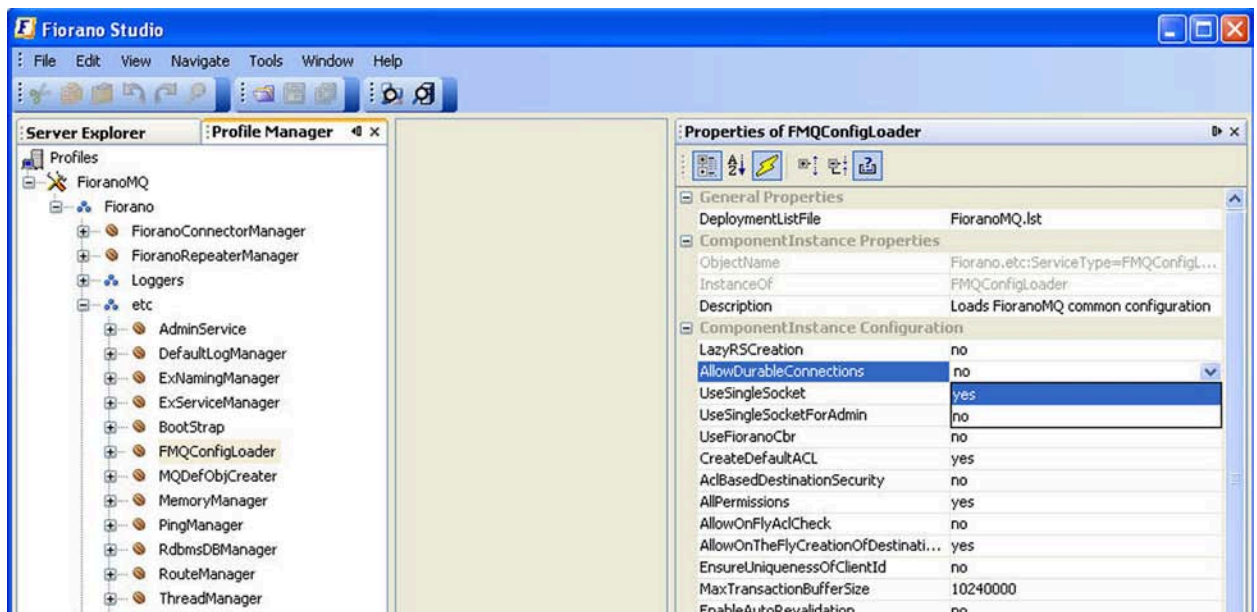 Fiorano Studio
File Edit View Navigate Tools Window Help
Server Explorer Profile Manager
Profiles
FioranoMQ
Fiorano
FioranoConnectorManager
FioranoRepeaterManager
Loggers
etc
AdminService
DefaultLogManager
ExNamingManager
ExServiceManager
BootStrap
FMQConfigLoader
MQDefObjCreater
MemoryManager
PingManager
RdbmsDBManager
RouteManager
ThreadManager
Properties of FMQConfigLoader
General Properties
DeploymentListFile FioranoMQ.lst
ComponentInstance Properties
ObjectName Fiorano.etc:ServiceType=FMQConfigL...
InstanceOf FMQConfigLoader
Description Loads FioranoMQ common configuration
ComponentInstance Configuration
LazyRSCreation no
AllowDurableConnections no
UseSingleSocket yes
UseSingleSocketForAdmin no
UseFioranoCbr no
CreateDefaultACL yes
AclBasedDestinationSecurity no
AllPermissions yes
AllowOnFlyAclCheck no
AllowOnTheFlyCreationOfDestinati... yes
EnsureUniquenessOfClientId no
MaxTransactionBufferSize 10240000
EnableAutoRevalidation no